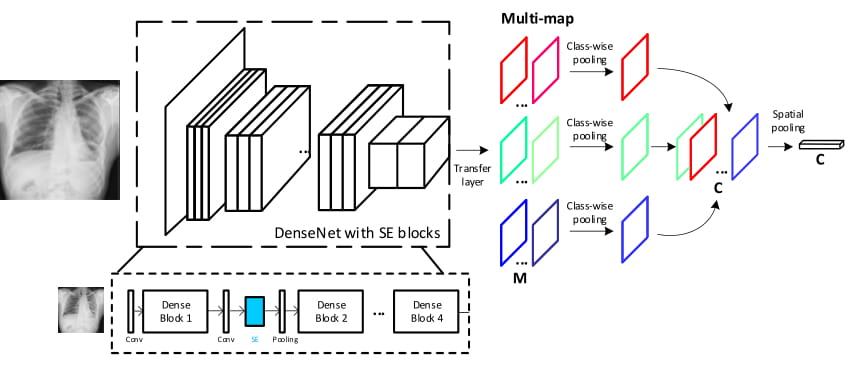 Multi-map
Class-wise
pooling
Class-wise
pooling
Class-wise
pooling
...
...
...
...
M
Transfer
layer
DenseNet with SE blocks
...
C
Spatial
pooling
C
Dense
Block 1
Dense
Block 2
...
Dense
Block 4
Conv
Conv
SE
Pooling